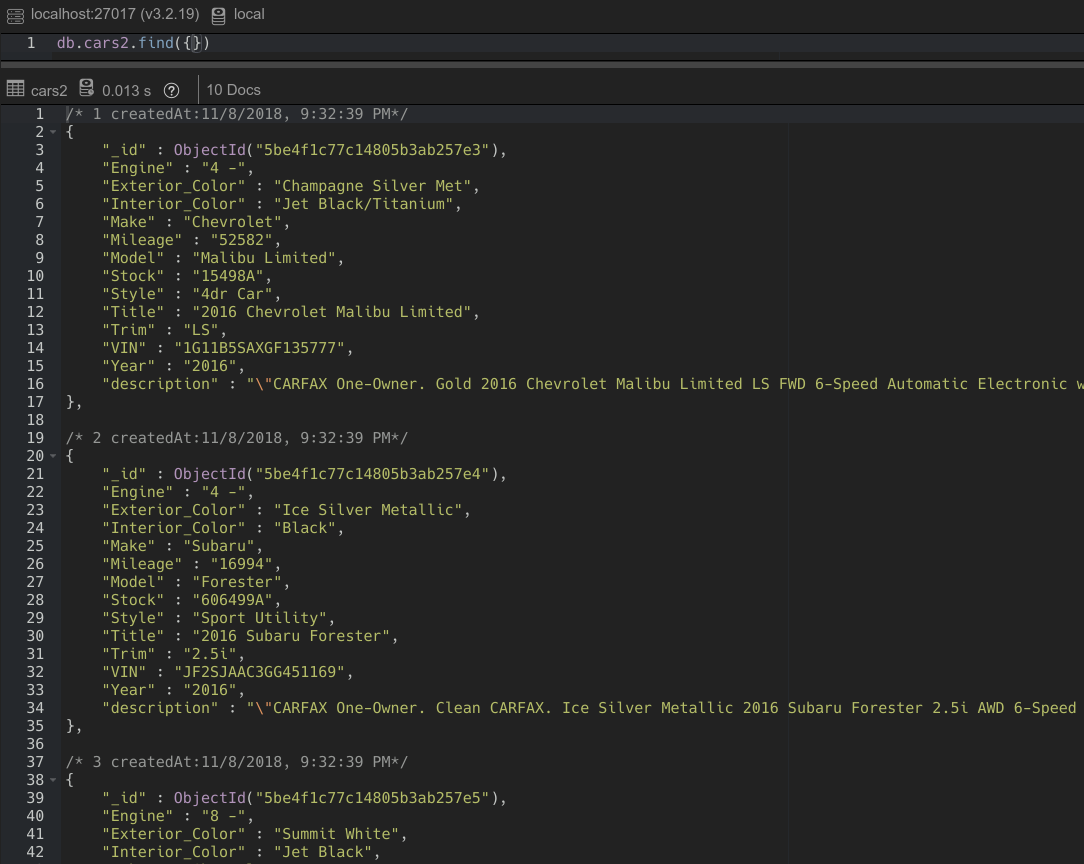 localhost:27017 (v3.2.19) local
1 db.cars2.find({})
cars2 0.013 s ? 10 Docs
1 /* 1 createdAt:11/8/2018, 9:32:39 PM*/
2 {
3 "_id" : ObjectId("5be4f1c77c14805b3ab257e3"),
4 "Engine" : "4 -",
5 "Exterior_Color" : "Champagne Silver Met",
6 "Interior_Color" : "Jet Black/Titanium",
7 "Make" : "Chevrolet",
8 "Mileage" : "52582",
9 "Model" : "Malibu Limited",
10 "Stock" : "15498A",
11 "Style" : "4dr Car",
12 "Title" : "2016 Chevrolet Malibu Limited",
13 "Trim" : "LS",
14 "VIN" : "1G11B5SAXGF135777",
15 "Year" : "2016",
16 "description" : "\"CARFAX One-Owner. Gold 2016 Chevrolet Malibu Limited LS FWD 6-Speed Automatic Electronic w
17 },
18
19 /* 2 createdAt:11/8/2018, 9:32:39 PM*/
20 {
21 "_id" : ObjectId("5be4f1c77c14805b3ab257e4"),
22 "Engine" : "4 -",
23 "Exterior_Color" : "Ice Silver Metallic",
24 "Interior_Color" : "Black",
25 "Make" : "Subaru",
26 "Mileage" : "16994",
27 "Model" : "Forester",
28 "Stock" : "606499A",
29 "Style" : "Sport Utility",
30 "Title" : "2016 Subaru Forester",
31 "Trim" : "2.5i",
32 "VIN" : "JF2SJAAC3GG451169",
33 "Year" : "2016",
34 "description" : "\"CARFAX One-Owner. Clean CARFAX. Ice Silver Metallic 2016 Subaru Forester 2.5i AWD 6-Speed
35 },
36
37 /* 3 createdAt:11/8/2018, 9:32:39 PM*/
38 {
39 "_id" : ObjectId("5be4f1c77c14805b3ab257e5"),
40 "Engine" : "8 -",
41 "Exterior_Color" : "Summit White",
42 "Interior_Color" : "Jet Black",